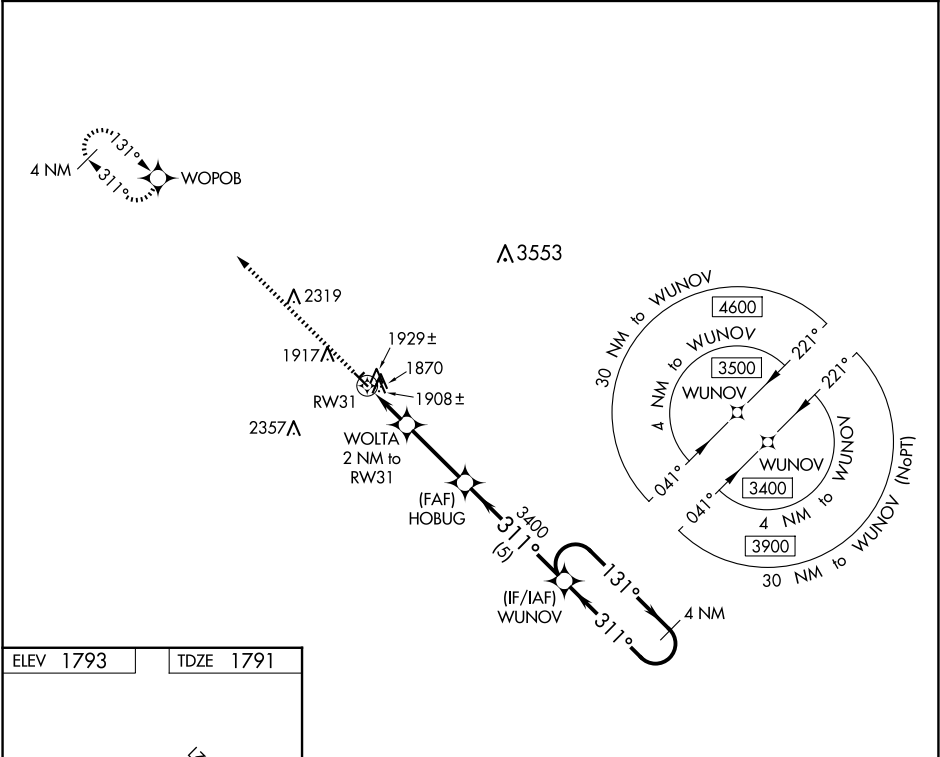 131°
4 NM
311°
WOPOB
3553
2319
1929±
1917
1870
RW31
1908±
2357
WOLTA
2 NM to
RW31
(FAF)
HOBUG
3400
311°
(5)
(IF/IAF)
WUNOV
131°
311°
4 NM
30 NM to WUNOV
4600
4 NM to WUNOV
3500
WUNOV
221°
041°
221°
WUNOV
041°
3400
4 NM to WUNOV
3900
30 NM to WUNOV (NoPT)
ELEV 1793
TDZE 1791